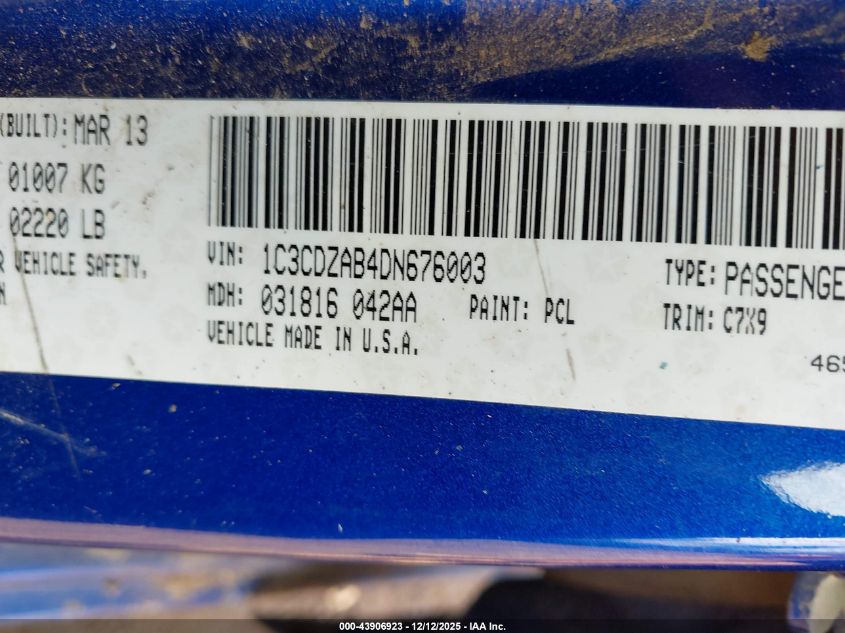 (BUILT): MAR 13
01007 KG
02220 LB
R VEHICLE SAFETY,
N
VIN: 1C3CDZAB4DN676003
MDH: 031816 042AA PAINT: PCL
VEHICLE MADE IN U.S.A.
TYPE: PASSENGE
TRIM: C7X9
465
000-43906923 - 12/12/2025 - IAA Inc.